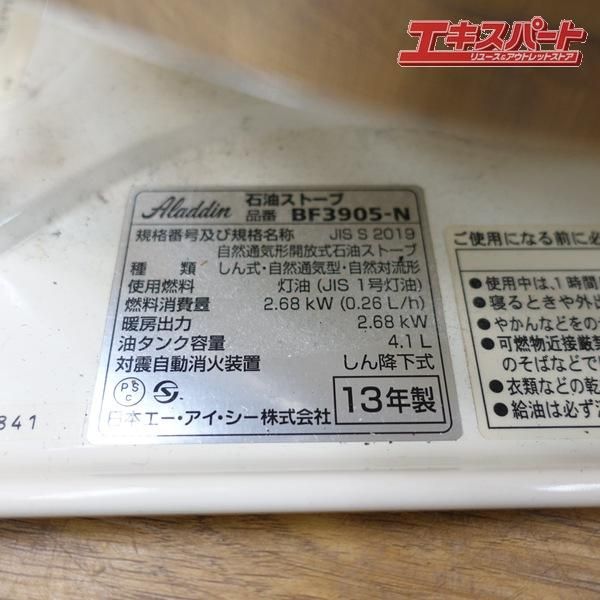 エキスパート
リユース&アウトレットストア
Aladdin 石油ストーブ
品番 BF3905-N
規格番号及び規格名称 JIS S 2019
自然通気形開放式石油ストーブ
種類 しん式・自然通気型・自然対流形
使用燃料 灯油 (JIS 1号灯油)
燃料消費量 2.68 kW (0.26 L/h)
暖房出力 2.68 kW
油タンク容量 4.1 L
対震自動消火装置 しん降下式
PSC
日本エー・アイ・シー株式会社 13年製
841
ご使用になる前に必
●使用中は、1時間
●寝るときや外出
●やかんなどをの
●可燃物近接厳禁
のそばなどで
●衣類などの乾
●給油は必ず